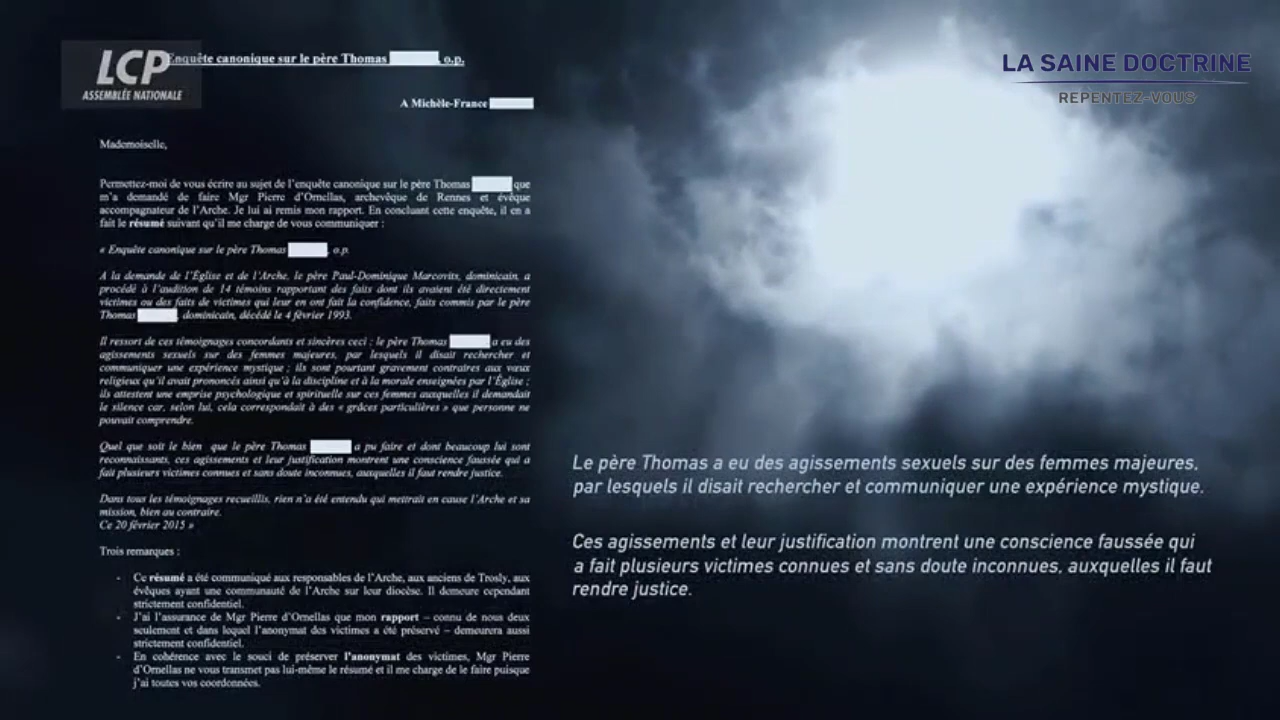 LCP
ASSEMBLÉE NATIONALE
LA SAINE DOCTRINE
REPENTEZ-VOUS
Enquête canonique sur le père Thomas o.p.
A Michèle-France
Mademoiselle,
Permettez-moi de vous écrire au sujet de l'enquête canonique sur le père Thomas que
m'a demandé de faire Mgr Pierre d'Ornellas, archevêque de Rennes et évêque
accompagnateur de l'Arche. Je lui ai remis mon rapport. En concluant cette enquête, il en a
fait le résumé suivant qu'il me charge de vous communiquer :
« Enquête canonique sur le père Thomas , o.p.
A la demande de l'Église et de l'Arche, le père Paul-Dominique Marcovits, dominicain, a
procédé à l'audition de 14 témoins rapportant des faits dont ils avaient été directement
victimes ou des faits de victimes qui leur en ont fait la confidence, faits commis par le père
Thomas , dominicain, décédé le 4 février 1993.
Il ressort de ces témoignages concordants et sincères ceci : le père Thomas a eu des
agissements sexuels sur des femmes majeures, par lesquels il disait rechercher et
communiquer une expérience mystique ; ils sont pourtant gravement contraires aux vœux
religieux qu'il avait prononcés ainsi qu'à la discipline et à la morale enseignées par l'Église ;
ils attestent une emprise psychologique et spirituelle sur ces femmes auxquelles il demandait
le silence car, selon lui, cela correspondait à des « grâces particulières » que personne ne
pouvait comprendre.
Quel que soit le bien que le père Thomas a pu faire et dont beaucoup lui sont
reconnaissants, ces agissements et leur justification montrent une conscience faussée qui a
fait plusieurs victimes connues et sans doute inconnues, auxquelles il faut rendre justice.
Dans tous les témoignages recueillis, rien n'a été entendu qui mettrait en cause l'Arche et sa
mission, bien au contraire.
Ce 20 février 2015 »
Trois remarques :
- Ce résumé a été communiqué aux responsables de l'Arche, aux anciens de Trosly, aux
évêques ayant une communauté de l'Arche sur leur diocèse. Il demeure cependant
strictement confidentiel.
- J'ai l'assurance de Mgr Pierre d'Ornellas que mon rapport – connu de nous deux
seulement et dans lequel l'anonymat des victimes a été préservé – demeurera aussi
strictement confidentiel.
- En cohérence avec le souci de préserver l'anonymat des victimes, Mgr Pierre
d'Ornellas ne vous transmet pas lui-même le résumé et il me charge de le faire puisque
j'ai toutes vos coordonnées.
Le père Thomas a eu des agissements sexuels sur des femmes majeures,
par lesquels il disait rechercher et communiquer une expérience mystique.
Ces agissements et leur justification montrent une conscience faussée qui
a fait plusieurs victimes connues et sans doute inconnues, auxquelles il faut
rendre justice.